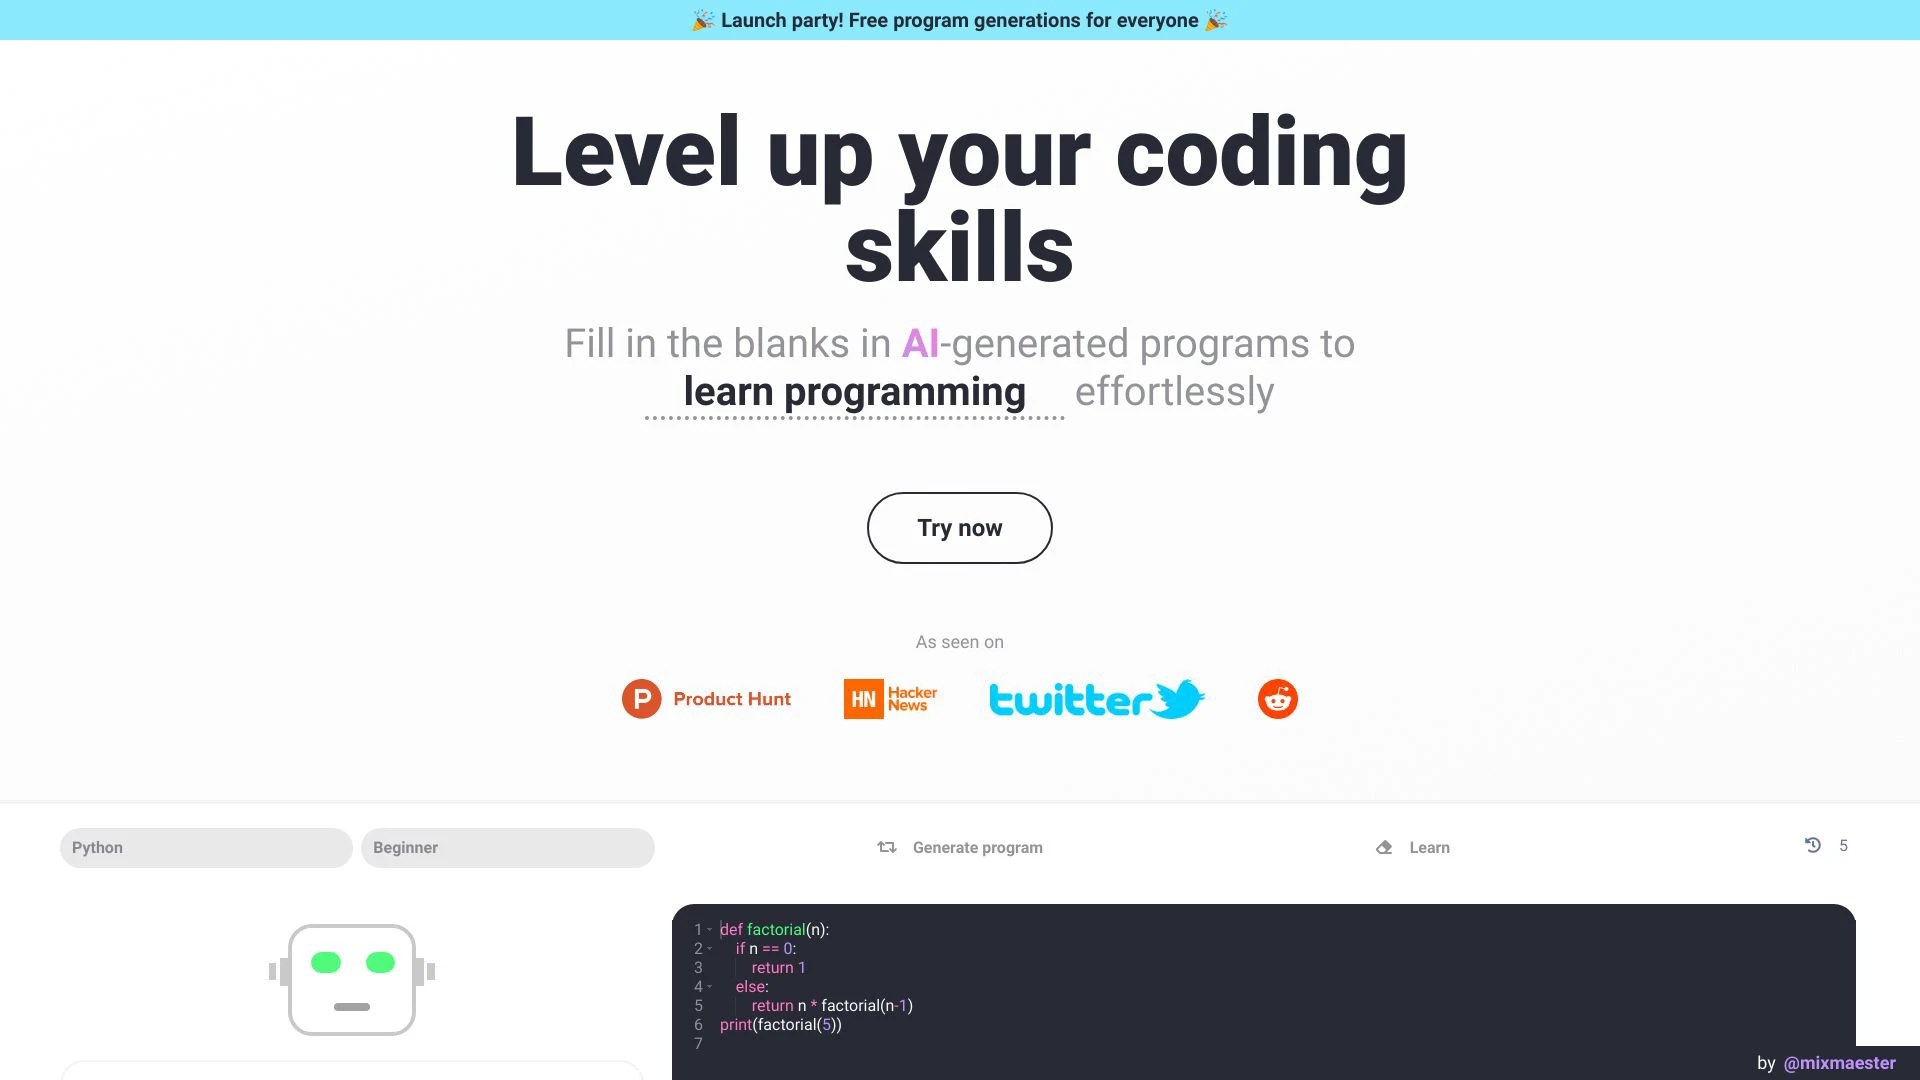 🎉 Launch party! Free program generations for everyone 🎉
Level up your coding
skills
Fill in the blanks in AI-generated programs to
learn programming effortlessly
Try now
As seen on
P Product Hunt
HN Hacker
News
twitter
Python
Beginner
Generate program
Learn
5
1 def factorial(n):
2 if n == 0:
3 return 1
4 else:
5 return n * factorial(n-1)
6 print(factorial(5))
7
by @mixmaester